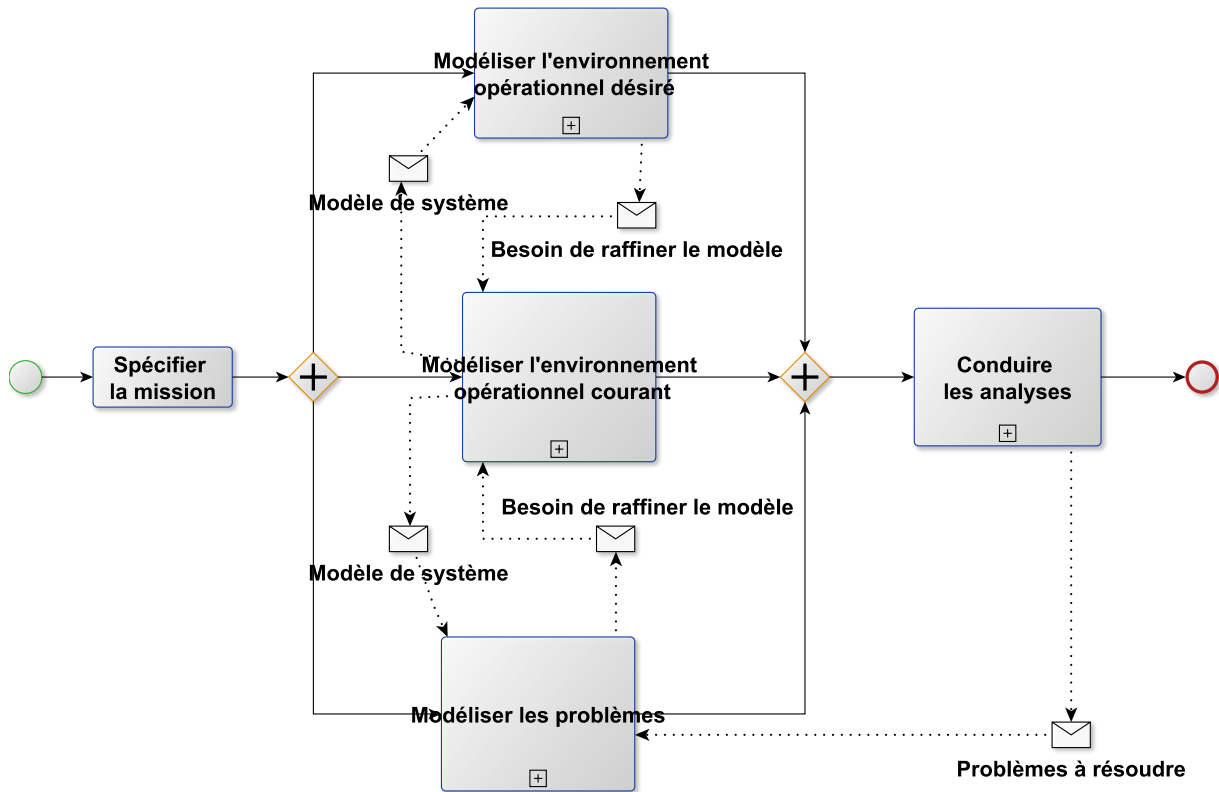 Modéliser l'environnement
opérationnel désiré
Modèle de système
Besoin de raffiner le modèle
Spécifier
la mission
Modéliser l'environnement
opérationnel courant
Conduire
les analyses
Besoin de raffiner le modèle
Modèle de système
Modéliser les problèmes
Problèmes à résoudre